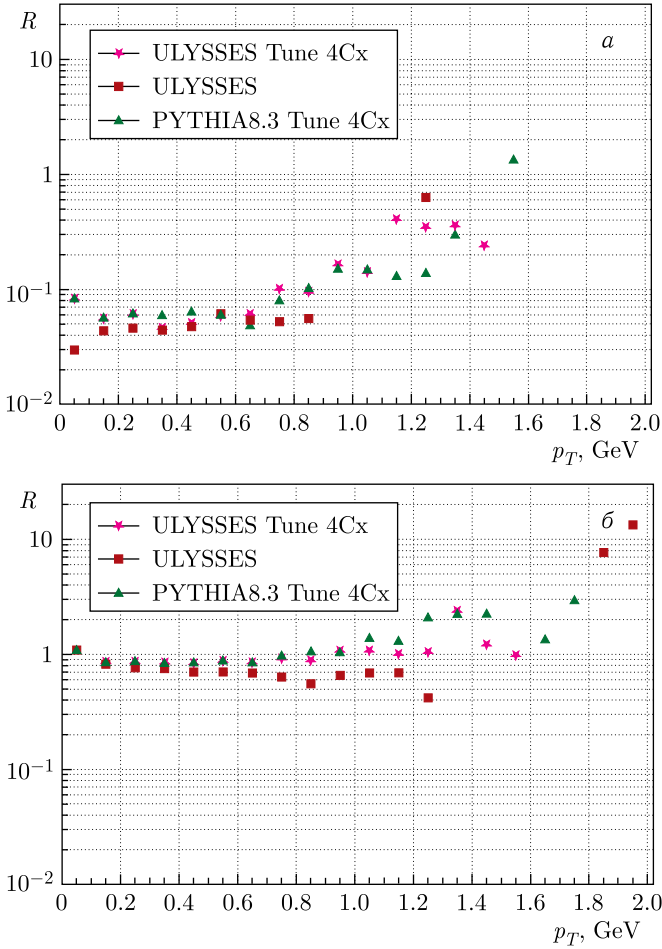 R
10
1
10⁻¹
10⁻²
а
ULYSSES Tune 4Cx
ULYSSES
PYTHIA8.3 Tune 4Cx
0 0.2 0.4 0.6 0.8 1.0 1.2 1.4 1.6 1.8 2.0
p_T, GeV
R
10
1
10⁻¹
10⁻²
б
ULYSSES Tune 4Cx
ULYSSES
PYTHIA8.3 Tune 4Cx
0 0.2 0.4 0.6 0.8 1.0 1.2 1.4 1.6 1.8 2.0
p_T, GeV